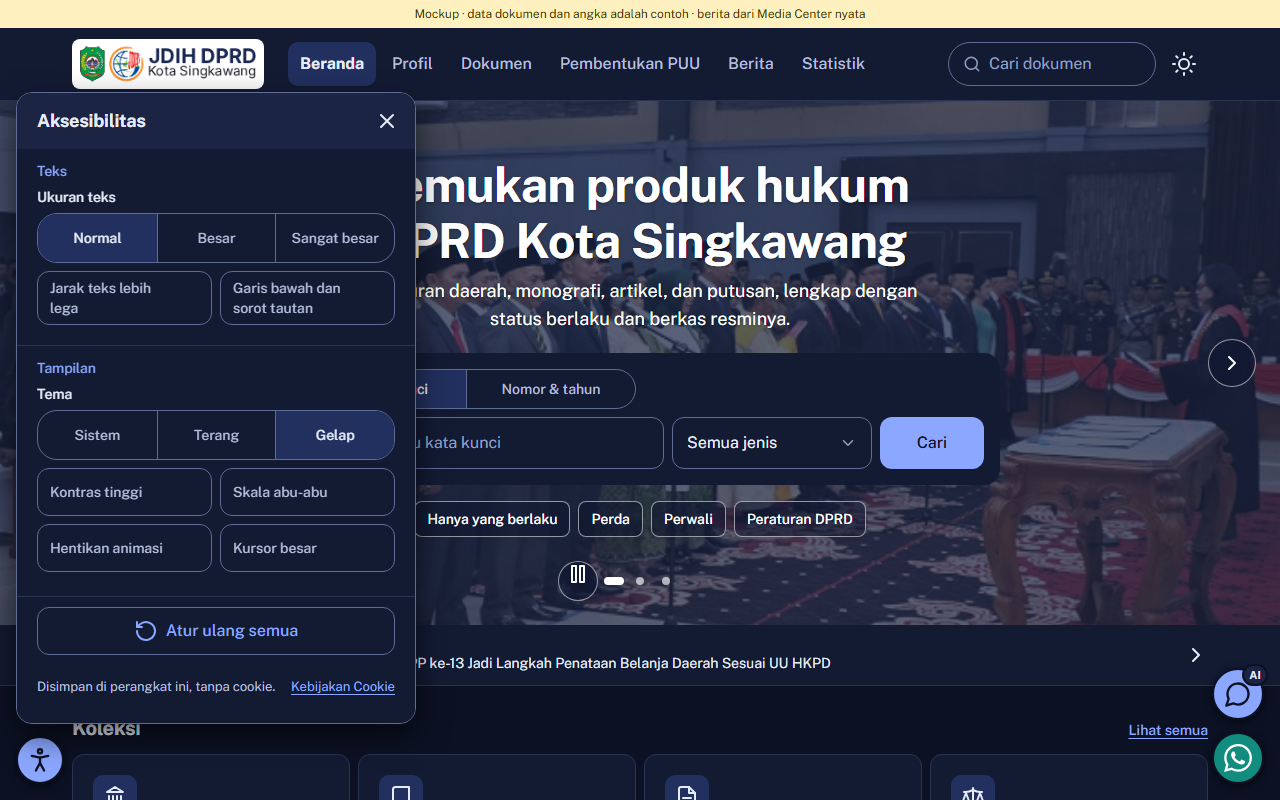 Mockup · data dokumen dan angka adalah contoh · berita dari Media Center nyata
JDIH DPRD
Kota Singkawang
Beranda
Profil
Dokumen
Pembentukan PUU
Berita
Statistik
Cari dokumen
Aksesibilitas
Teks
Ukuran teks
Normal
Besar
Sangat besar
Jarak teks lebih
lega
Garis bawah dan
sorot tautan
Tampilan
Tema
Sistem
Terang
Gelap
Kontras tinggi
Skala abu-abu
Hentikan animasi
Kursor besar
Atur ulang semua
Disimpan di perangkat ini, tanpa cookie.
Kebijakan Cookie
emukan produk hukum
PRD Kota Singkawang
ran daerah, monografi, artikel, dan putusan, lengkap dengan
status berlaku dan berkas resminya.
ci
Nomor & tahun
kata kunci
Semua jenis
Cari
Hanya yang berlaku
Perda
Perwali
Peraturan DPRD
P ke-13 Jadi Langkah Penataan Belanja Daerah Sesuai UU HKPD
AI
Koleksi
Lihat semua